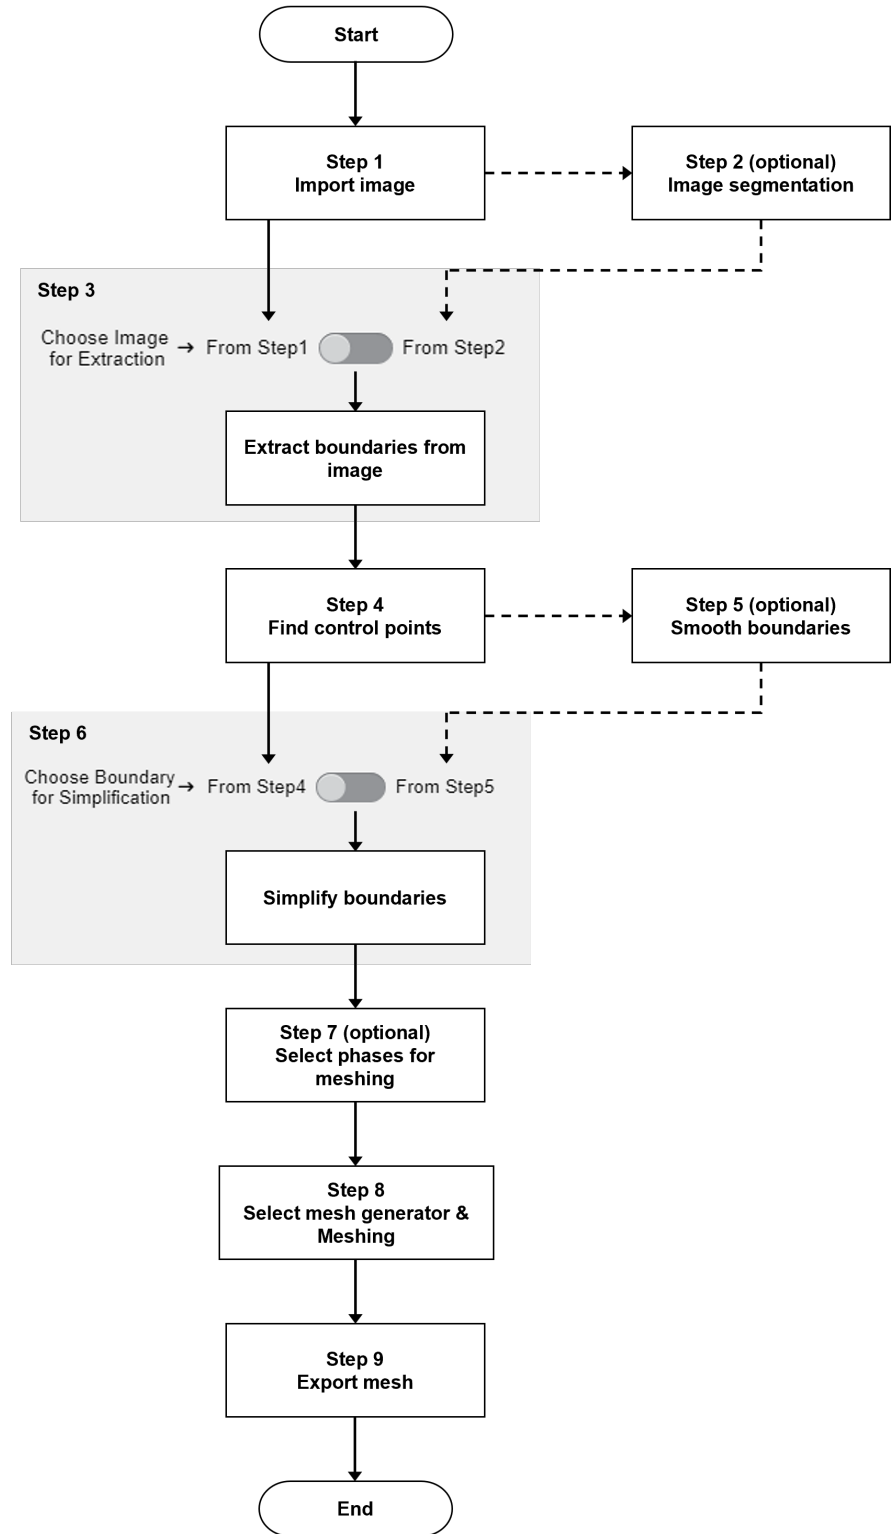 Start
Step 1
Import image
Step 2 (optional)
Image segmentation
Step 3
Choose Image
for Extraction
→ From Step1
From Step2
Extract boundaries from
image
Step 4
Find control points
Step 5 (optional)
Smooth boundaries
Step 6
Choose Boundary
for Simplification
→ From Step4
From Step5
Simplify boundaries
Step 7 (optional)
Select phases for
meshing
Step 8
Select mesh generator &
Meshing
Step 9
Export mesh
End